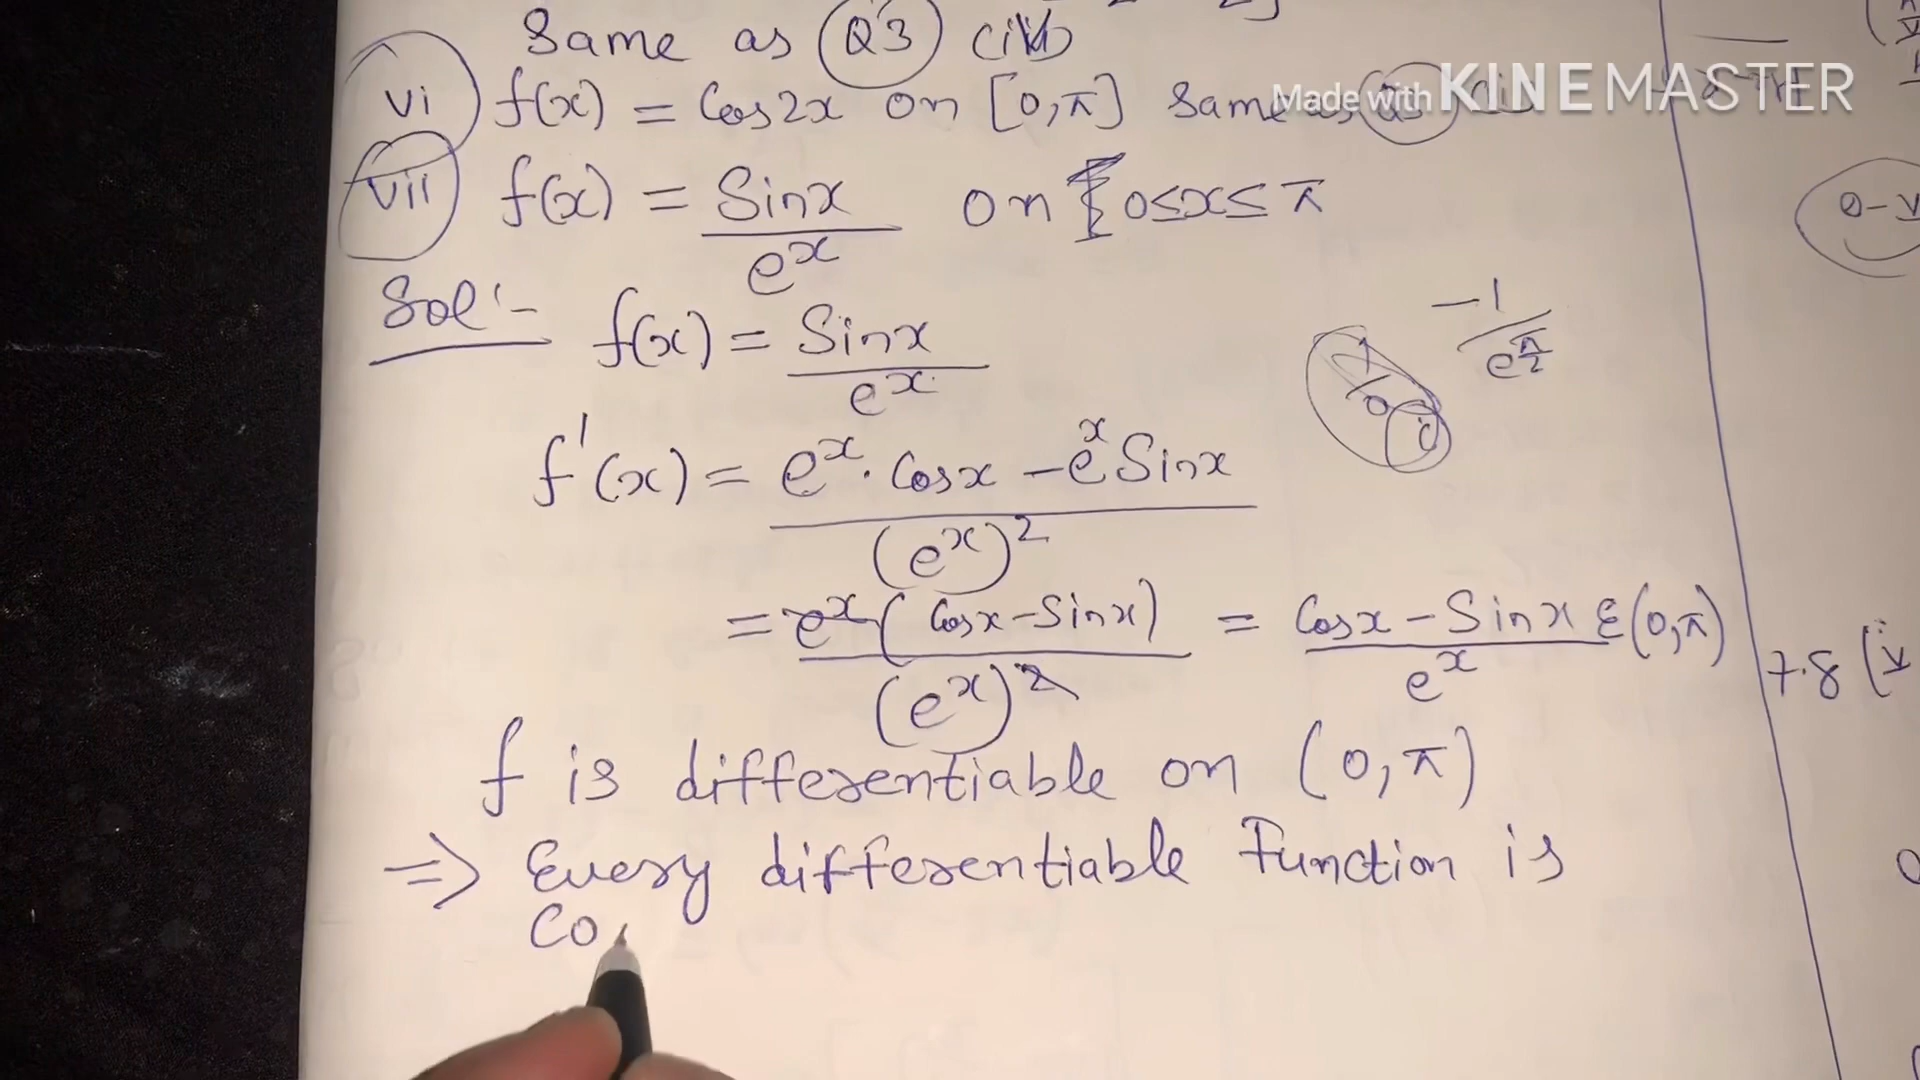 Same as Q3
Made with KINEMASTER
vi f(x) = Cos2x on [0,π] Same as
vii f(x) = Sinx / e^x on 0≤x≤π
Sol:- f(x) = Sinx / e^x
-1 / e^(π/2)
f'(x) = e^x · Cosx - e^x Sinx / (e^x)^2
= e^x (Cosx - Sinx) / (e^x)^2 = Cosx - Sinx / e^x ε (0,π)
7.8
f is differentiable on (0,π)
=> Every differentiable Function is
Co